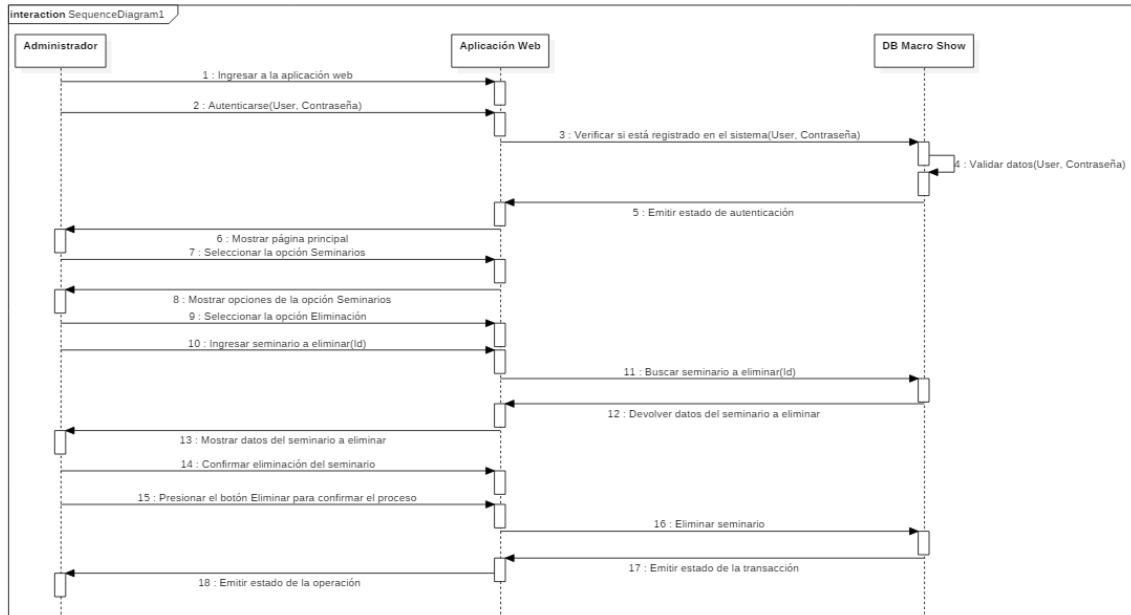 interaction SequenceDiagram1
Administrador
Aplicación Web
DB Macro Show
1 : Ingresar a la aplicación web
2 : Autenticarse(User, Contraseña)
3 : Verificar si está registrado en el sistema(User, Contraseña)
4 : Validar datos(User, Contraseña)
5 : Emitir estado de autenticación
6 : Mostrar página principal
7 : Seleccionar la opción Seminarios
8 : Mostrar opciones de la opción Seminarios
9 : Seleccionar la opción Eliminación
10 : Ingresar seminario a eliminar(Id)
11 : Buscar seminario a eliminar(Id)
12 : Devolver datos del seminario a eliminar
13 : Mostrar datos del seminario a eliminar
14 : Confirmar eliminación del seminario
15 : Presionar el botón Eliminar para confirmar el proceso
16 : Eliminar seminario
17 : Emitir estado de la transacción
18 : Emitir estado de la operación